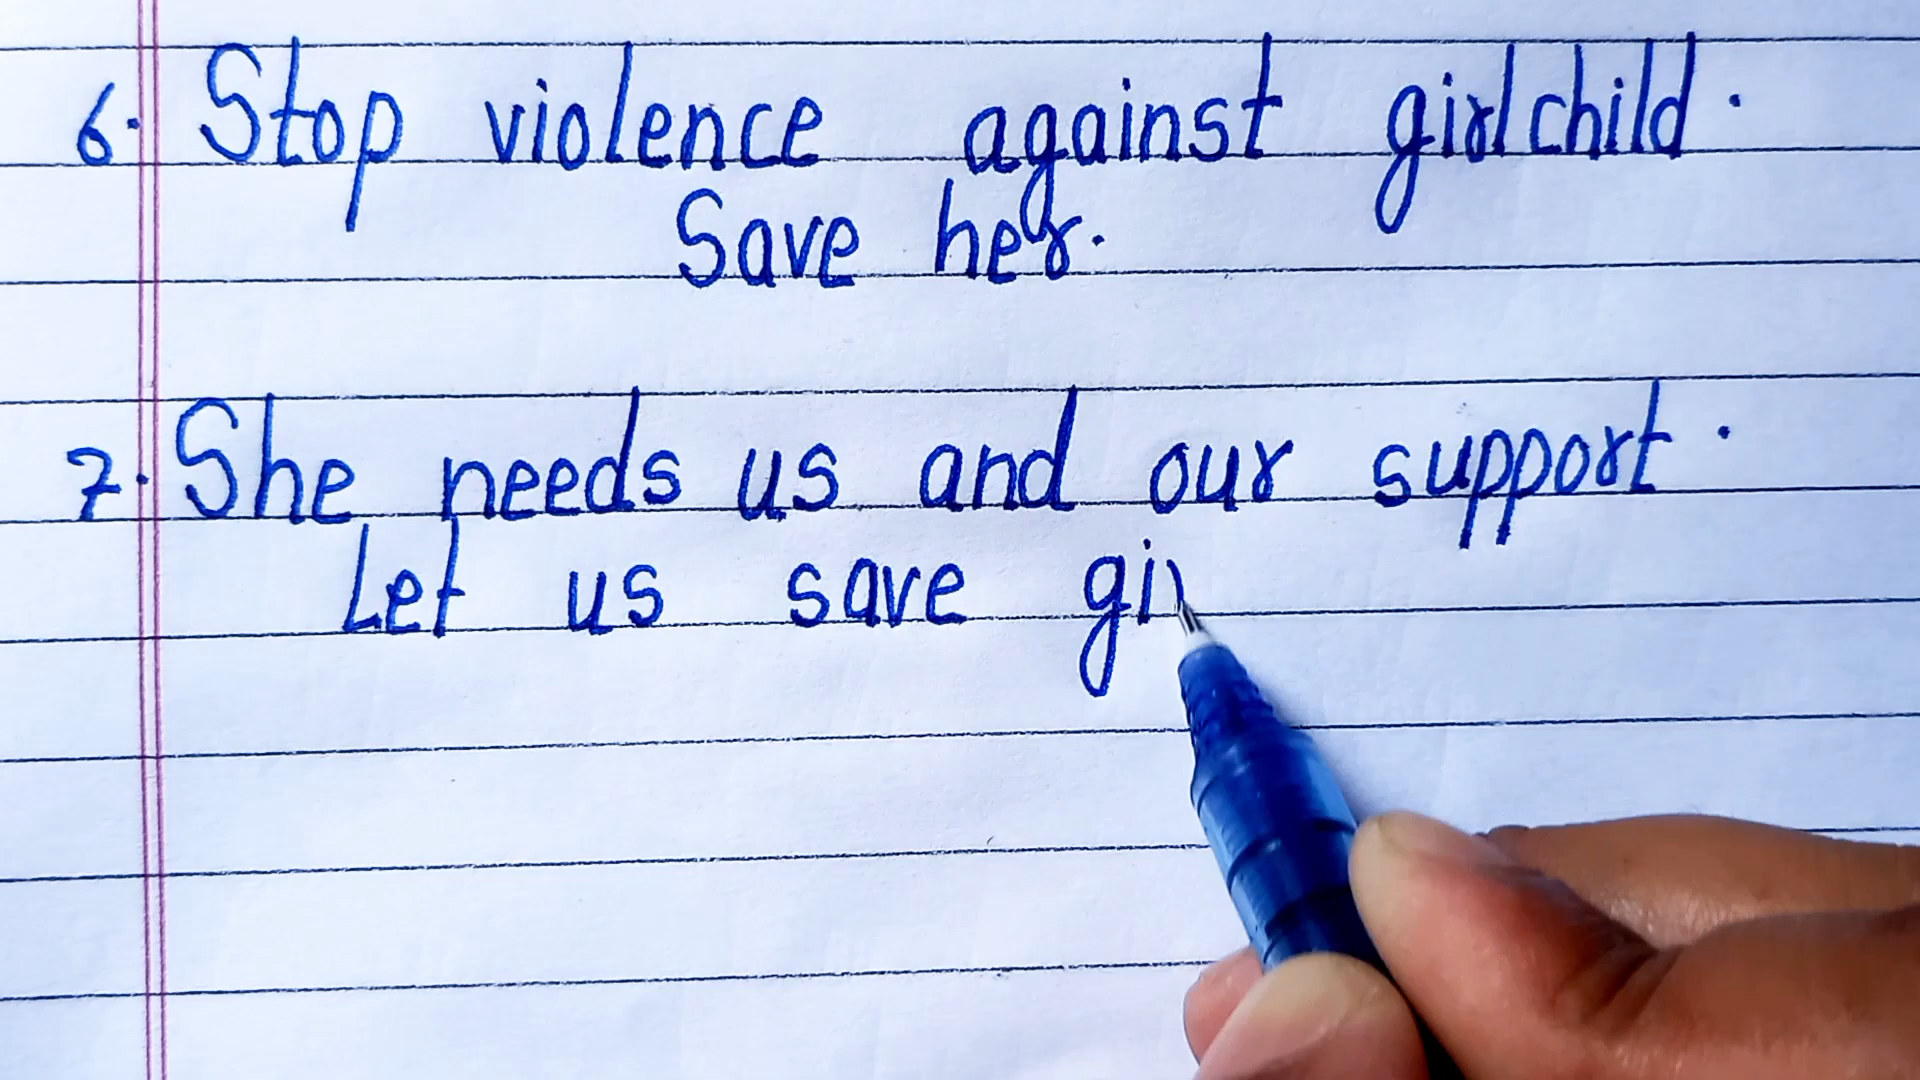 6. Stop violence against girlchild.
Save her.
7. She needs us and our support.
Let us save gi